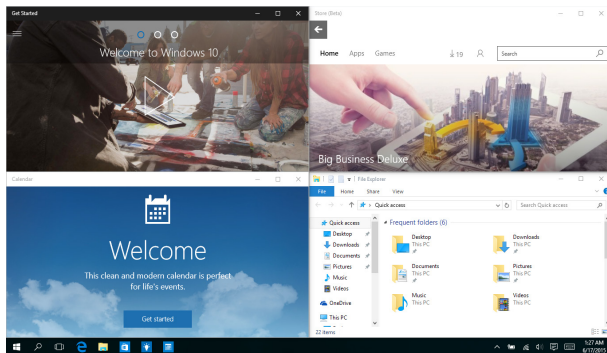 Get Started
Welcome to Windows 10
Store (Beta)
Home Apps Games 19 Search
Big Business Deluxe
Calendar
Welcome
This clean and modern calendar is perfect
for life's events.
Get started
File Explorer
File Home Share View
Quick access Search Quick access
Quick access
Desktop
Downloads
Documents
Pictures
Music
Videos
OneDrive
This PC
Frequent folders (6)
Desktop
This PC
Downloads
This PC
Documents
This PC
Pictures
This PC
Music
This PC
Videos
This PC
22 items
1:27 AM
6/17/2015